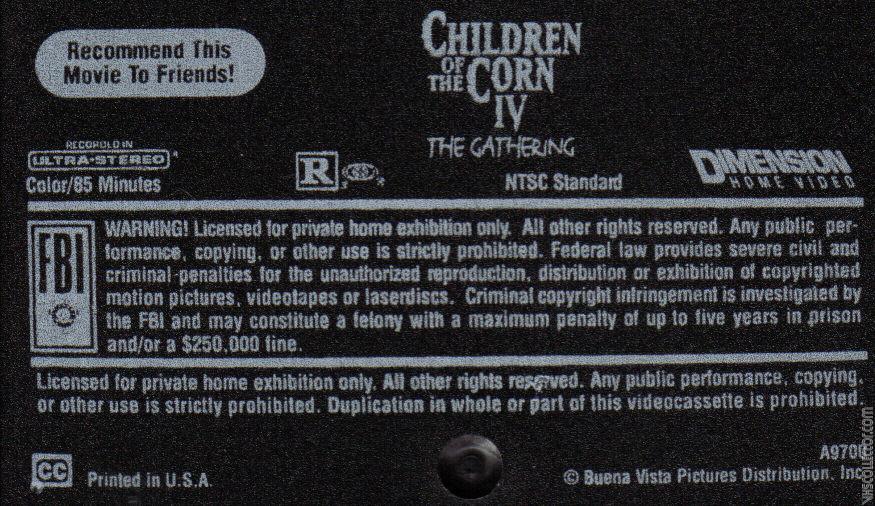 Recommend This
Movie To Friends!
CHILDREN
OF THE CORN
IV
THE GATHERING
RECORDED IN
ULTRA-STEREO
Color/85 Minutes
R
NTSC Standard
DIMENSION
HOME VIDEO
FBI
WARNING! Licensed for private home exhibition only. All other rights reserved. Any public per-
formance, copying, or other use is strictly prohibited. Federal law provides severe civil and
criminal penalties for the unauthorized reproduction, distribution or exhibition of copyrighted
motion pictures, videotapes or laserdiscs. Criminal copyright infringement is investigated by
the FBI and may constitute a felony with a maximum penalty of up to five years in prison
and/or a $250,000 fine.
Licensed for private home exhibition only. All other rights reserved. Any public performance, copying,
or other use is strictly prohibited. Duplication in whole or part of this videocassette is prohibited.
CC
Printed in U.S.A.
A970
© Buena Vista Pictures Distribution, Inc
VHSCOLLECTOR.com